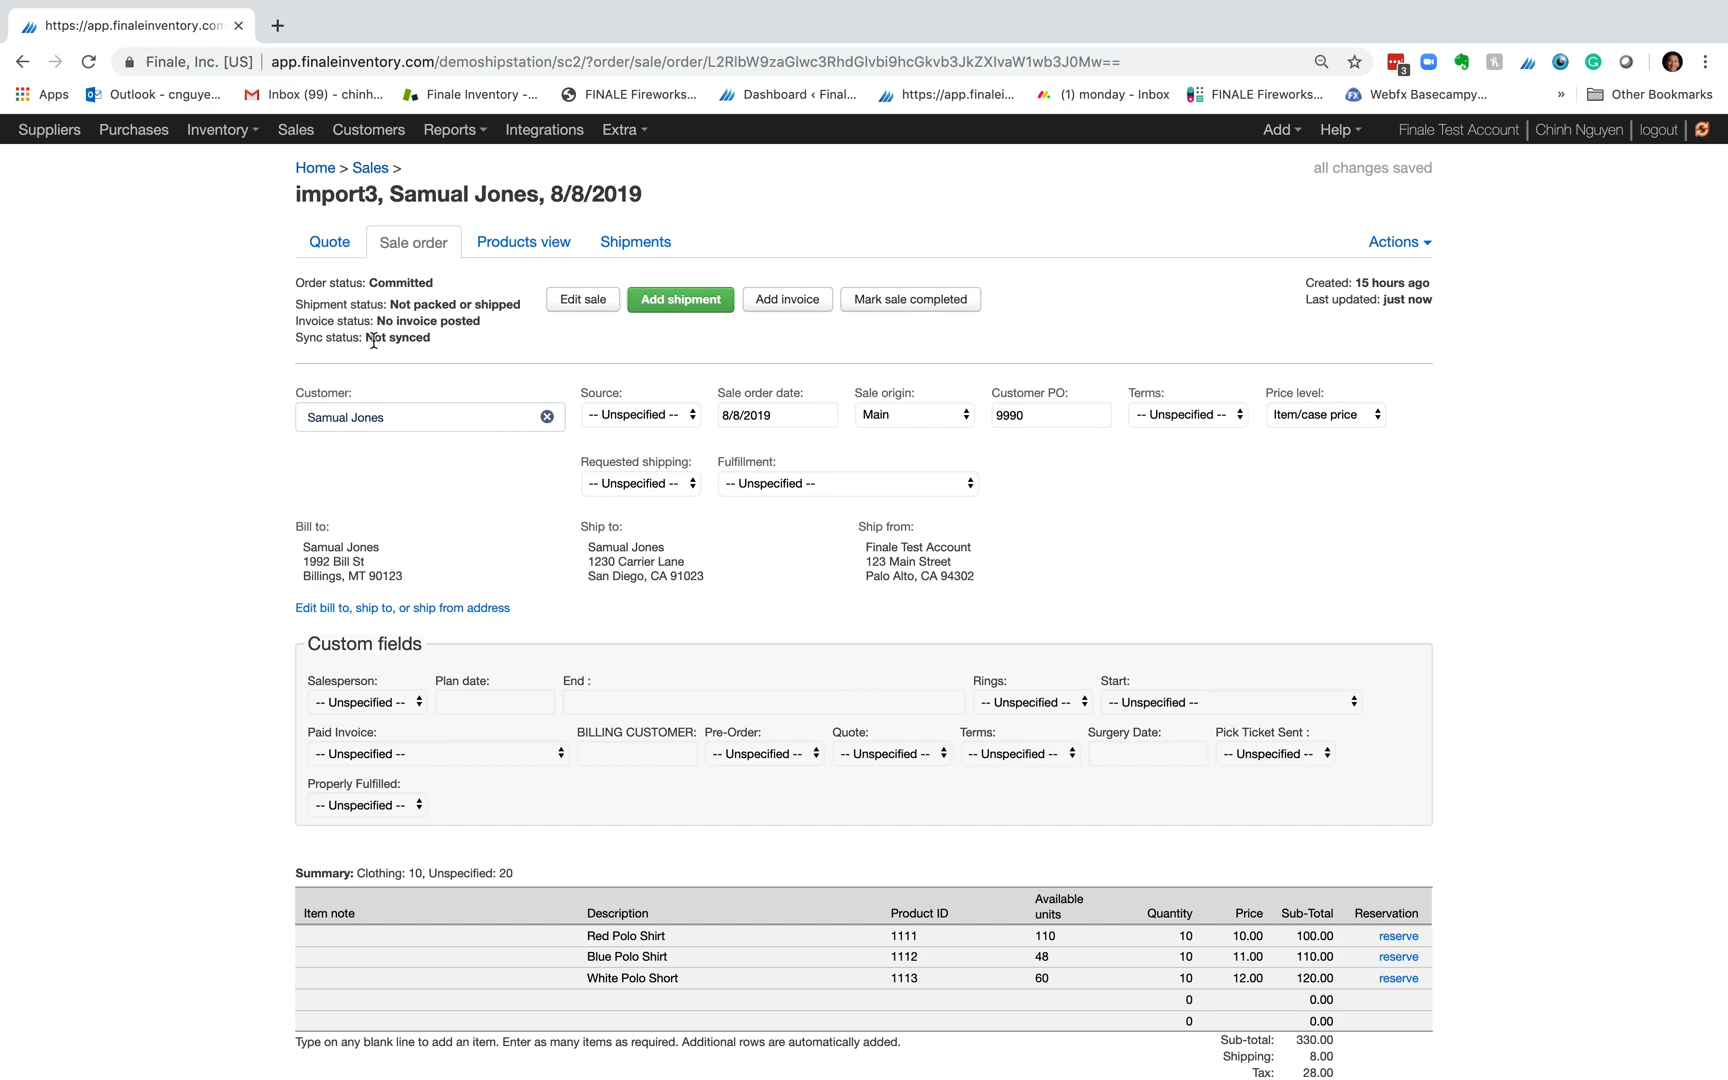 https://app.finaleinventory.com
Finale, Inc. [US] | app.finaleinventory.com/demoshipstation/sc2/?order/sale/order/L2RlbW9zaGlwc3RhdGlvbi9hcGkvb3JkZXIvaW1wb3J0Mw==
3
Apps Outlook - cnguye... Inbox (99) - chinh... Finale Inventory -... FINALE Fireworks... Dashboard ‹ Final... https://app.finalei... (1) monday - Inbox FINALE Fireworks... Webfx Basecampy... » Other Bookmarks
Suppliers Purchases Inventory Sales Customers Reports Integrations Extra Add Help Finale Test Account | Chinh Nguyen | logout
Home > Sales > all changes saved
import3, Samual Jones, 8/8/2019
Quote Sale order Products view Shipments Actions
Order status: Committed
Shipment status: Not packed or shipped
Invoice status: No invoice posted
Sync status: Not synced
Edit sale Add shipment Add invoice Mark sale completed
Created: 15 hours ago
Last updated: just now
Customer: Source: Sale order date: Sale origin: Customer PO: Terms: Price level:
Samual Jones -- Unspecified -- 8/8/2019 Main 9990 -- Unspecified -- Item/case price
Requested shipping: Fulfillment:
-- Unspecified -- -- Unspecified --
Bill to: Ship to: Ship from:
Samual Jones Samual Jones Finale Test Account
1992 Bill St 1230 Carrier Lane 123 Main Street
Billings, MT 90123 San Diego, CA 91023 Palo Alto, CA 94302
Edit bill to, ship to, or ship from address
Custom fields
Salesperson: Plan date: End : Rings: Start:
-- Unspecified -- -- Unspecified -- -- Unspecified --
Paid Invoice: BILLING CUSTOMER: Pre-Order: Quote: Terms: Surgery Date: Pick Ticket Sent :
-- Unspecified -- -- Unspecified -- -- Unspecified -- -- Unspecified -- -- Unspecified --
Properly Fulfilled:
-- Unspecified --
Summary: Clothing: 10, Unspecified: 20
Item note Description Product ID Available units Quantity Price Sub-Total Reservation
Red Polo Shirt 1111 110 10 10.00 100.00 reserve
Blue Polo Shirt 1112 48 10 11.00 110.00 reserve
White Polo Short 1113 60 10 12.00 120.00 reserve
0 0.00
0 0.00
Type on any blank line to add an item. Enter as many items as required. Additional rows are automatically added.
Sub-total: 330.00
Shipping: 8.00
Tax: 28.00